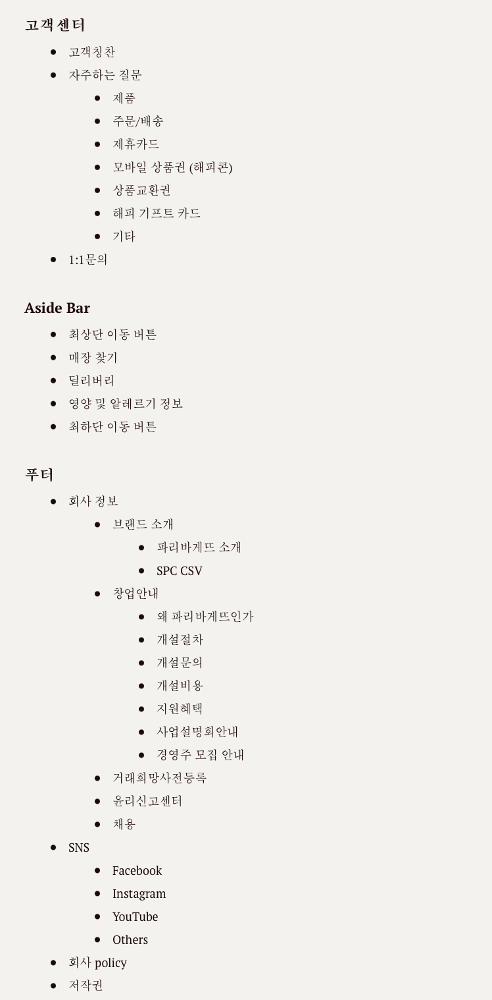 고객센터
고객칭찬
자주하는 질문
제품
주문/배송
제휴카드
모바일 상품권 (해피콘)
상품교환권
해피 기프트 카드
기타
1:1문의
Aside Bar
최상단 이동 버튼
매장 찾기
딜리버리
영양 및 알레르기 정보
최하단 이동 버튼
푸터
회사 정보
브랜드 소개
파리바게뜨 소개
SPC CSV
창업안내
왜 파리바게뜨인가
개설절차
개설문의
개설비용
지원혜택
사업설명회안내
경영주 모집 안내
거래희망사전등록
윤리신고센터
채용
SNS
Facebook
Instagram
YouTube
Others
회사 policy
저작권